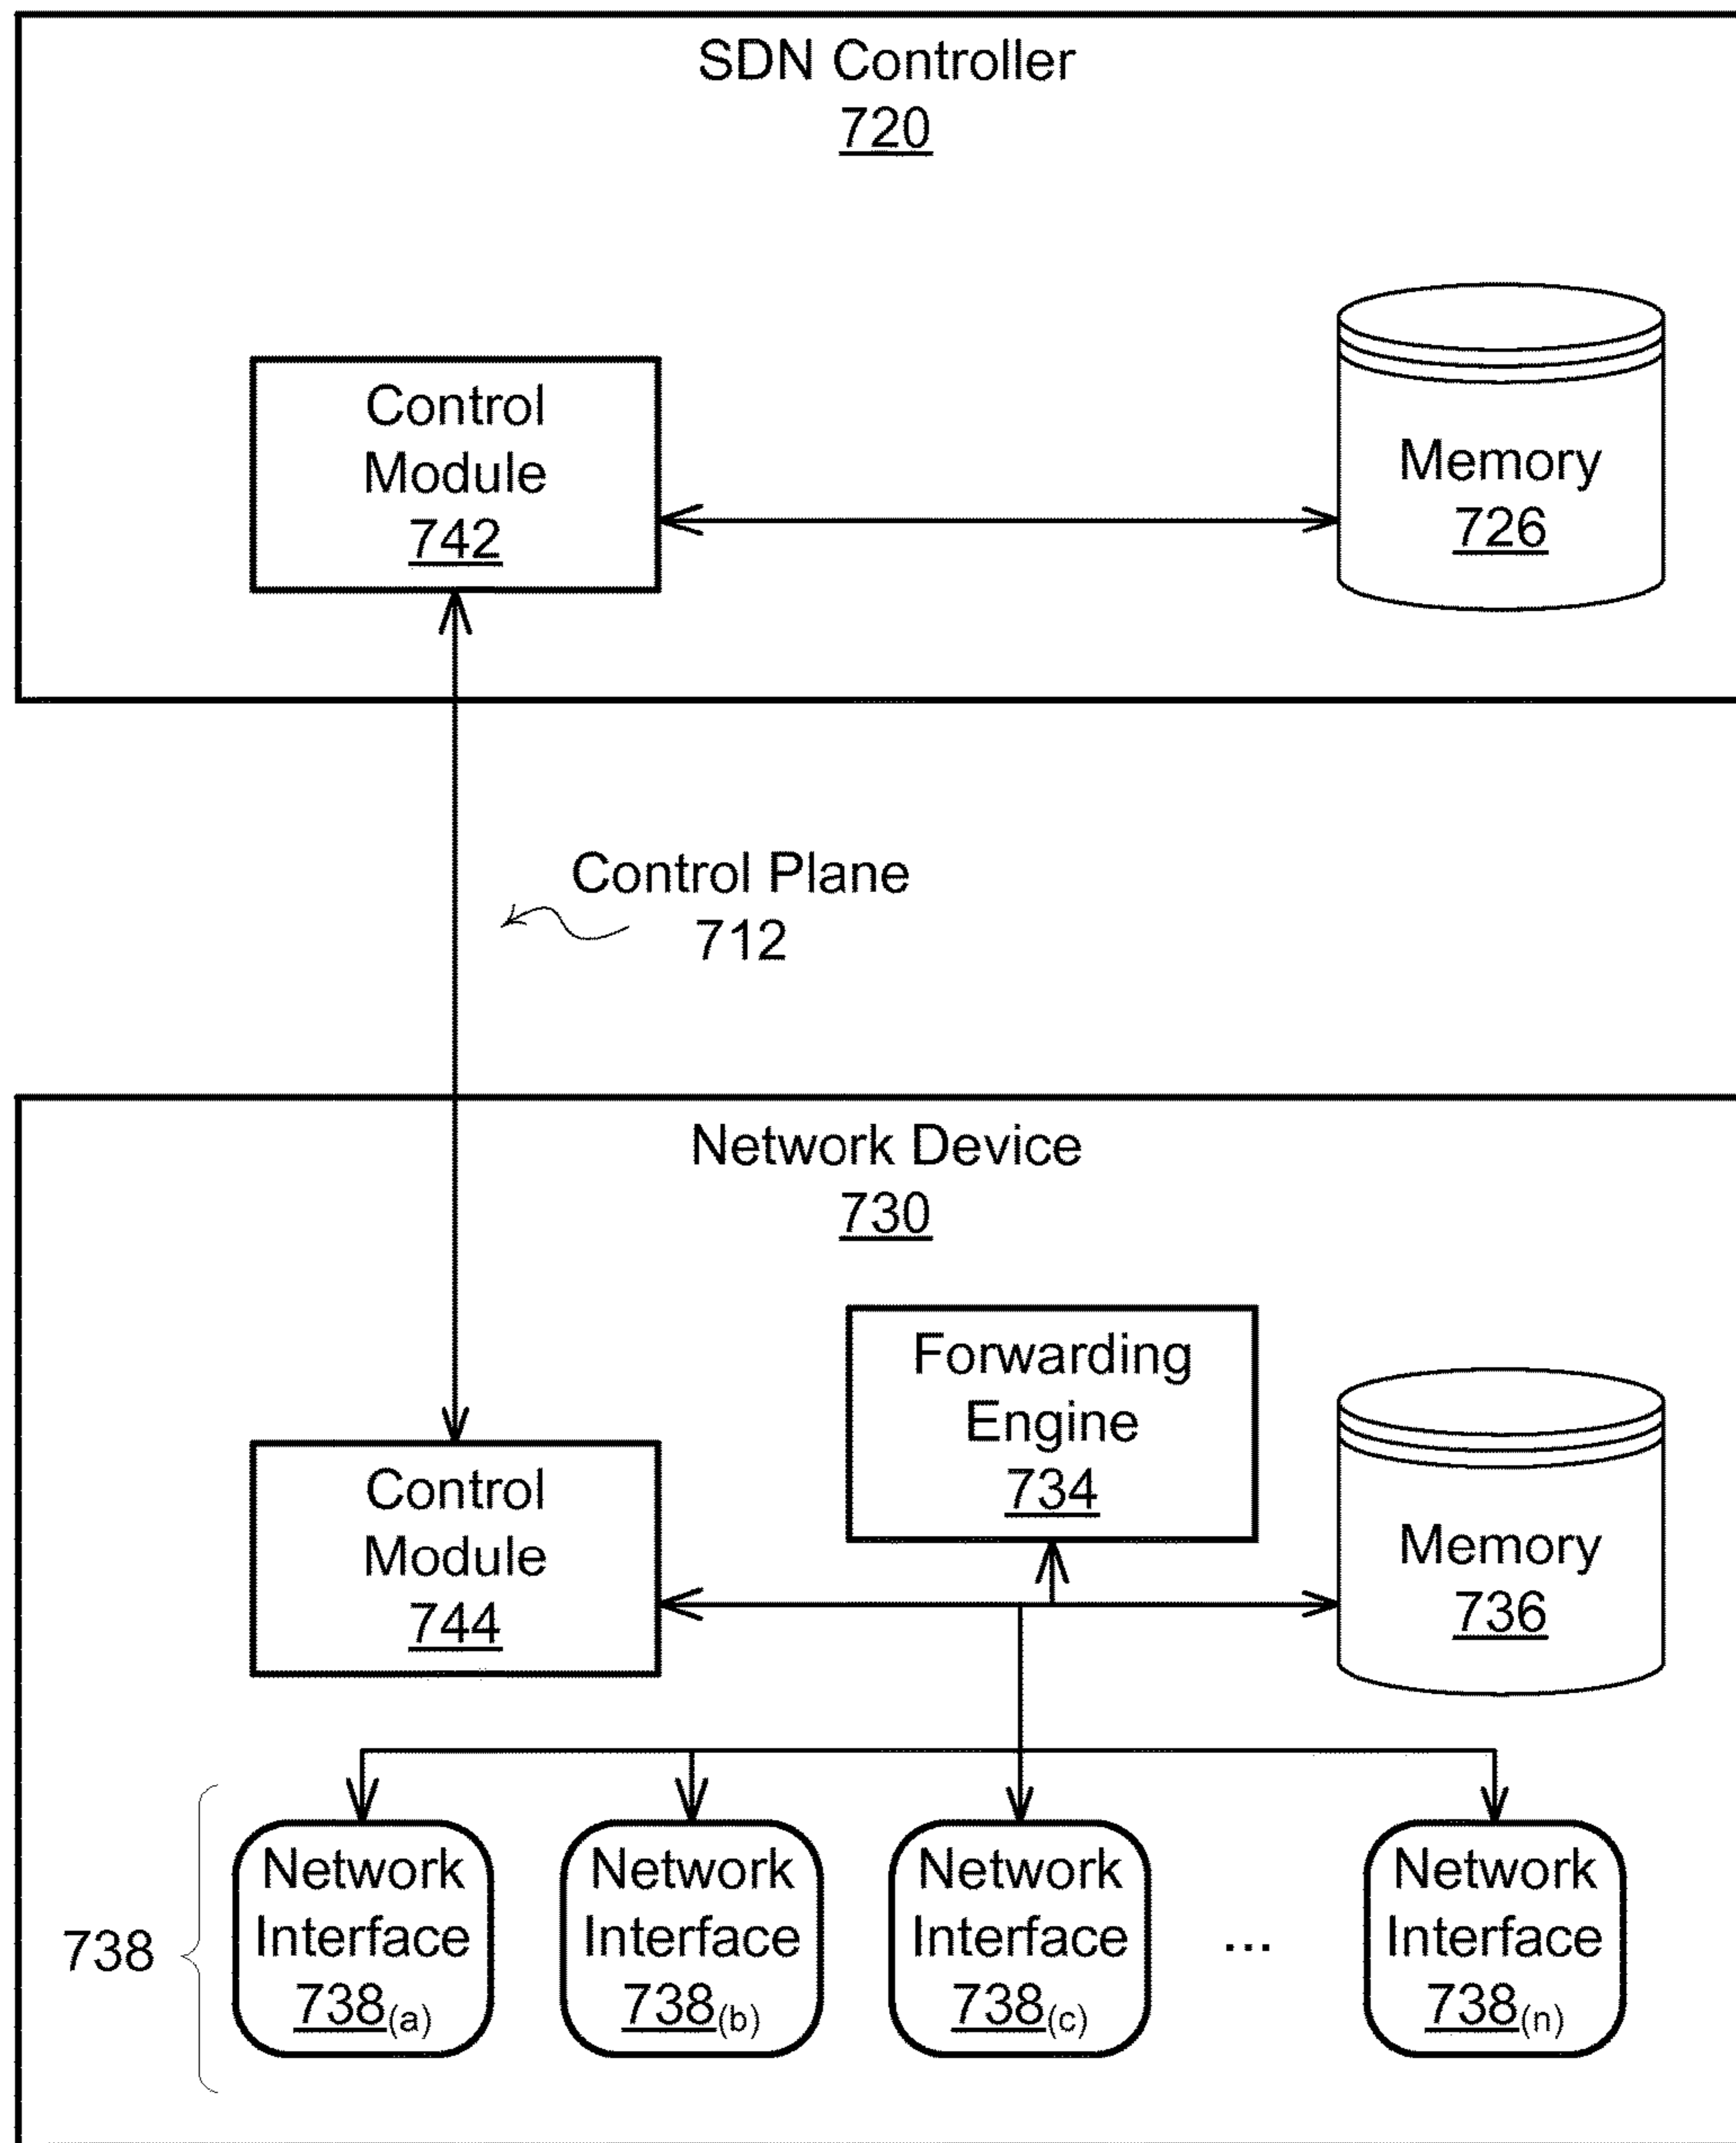 SDN Controller
720
Control
Module
742
Memory
726
Control Plane
712
Network Device
730
Forwarding
Engine
734
Control
Module
744
Memory
736
738
Network
Interface
738(a)
Network
Interface
738(b)
Network
Interface
738(c)
...
Network
Interface
738(n)